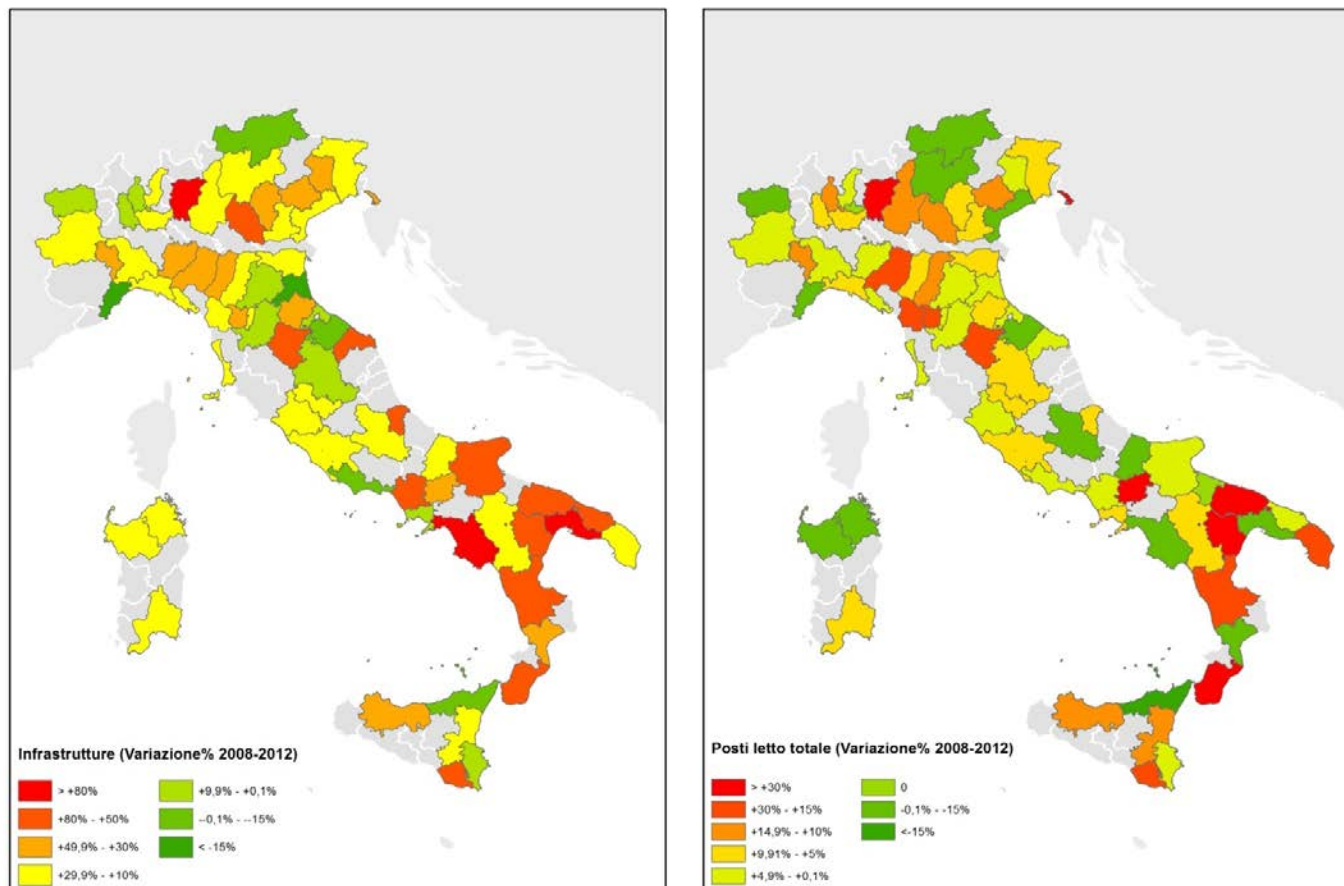 Infrastrutture (Variazione% 2008-2012)
> +80%
+80% - +50%
+49,9% - +30%
+29,9% - +10%
+9,9% - +0,1%
--0,1% - --15%
< -15%
Posti letto totale (Variazione% 2008-2012)
> +30%
+30% - +15%
+14,9% - +10%
+9,91% - +5%
+4,9% - +0,1%
0
-0,1% - -15%
<-15%